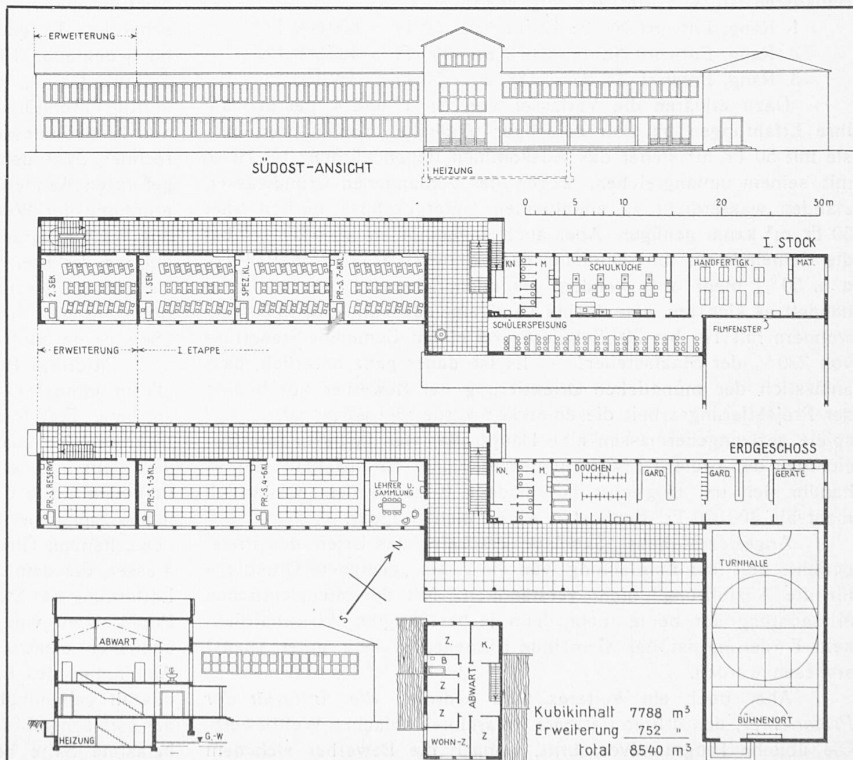 ERWEITERUNG
SÜDOST-ANSICHT
HEIZUNG
0 5 10 20 30 m
I. STOCK
2. SEK
1. SEK
SPEZ. KL.
PR.-S. 7-8.KL.
KN
M.
SCHULKÜCHE
HANDFERTIGK.
MAT.
SCHÜLERSPEISUNG
FILMFENSTER
ERWEITERUNG
I. ETAPPE
ERDGESCHOSS
PR.-S. RESERVE
PR.-S. 1-3.KL.
PR.-S. 4-6.KL.
LEHRER U.
SAMMLUNG
KN.
M.
DOUCHEN
GARD.
GARD.
GERÄTE
TURNHALLE
S
N
ABWART
HEIZUNG
G.-W
Z.
K.
B
Z
Z
ABWART
WOHN-Z.
Z.
BÜHNENORT
Kubikinhalt 7788 m³
Erweiterung 752 "
total 8540 m³